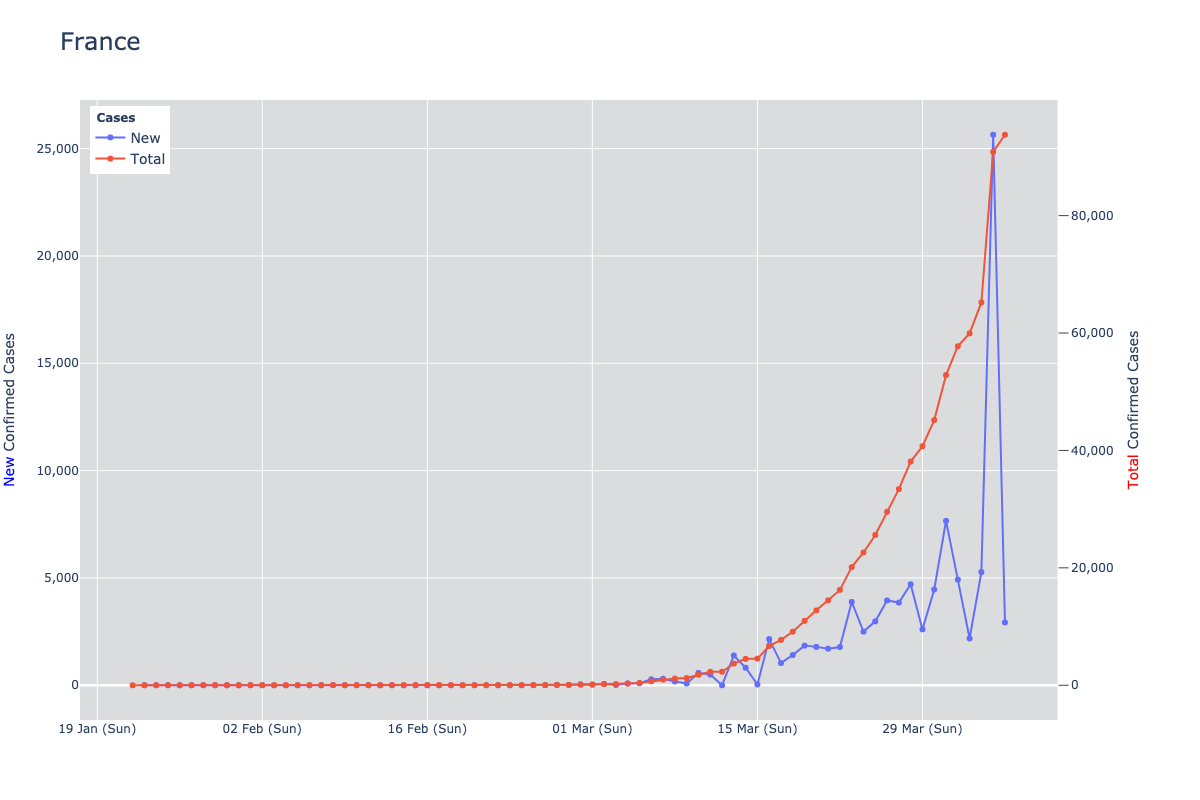 France
Cases
New
Total
25,000
20,000
15,000
10,000
5,000
0
New Confirmed Cases
80,000
60,000
40,000
20,000
0
Total Confirmed Cases
19 Jan (Sun)
02 Feb (Sun)
16 Feb (Sun)
01 Mar (Sun)
15 Mar (Sun)
29 Mar (Sun)